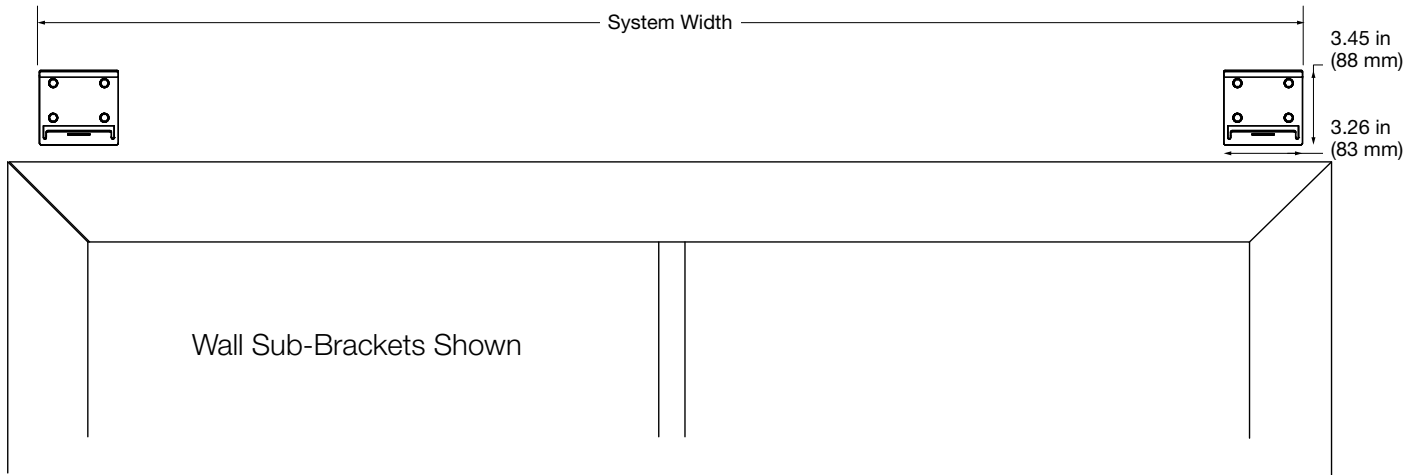 System Width
3.45 in
(88 mm)
3.26 in
(83 mm)
Wall Sub-Brackets Shown